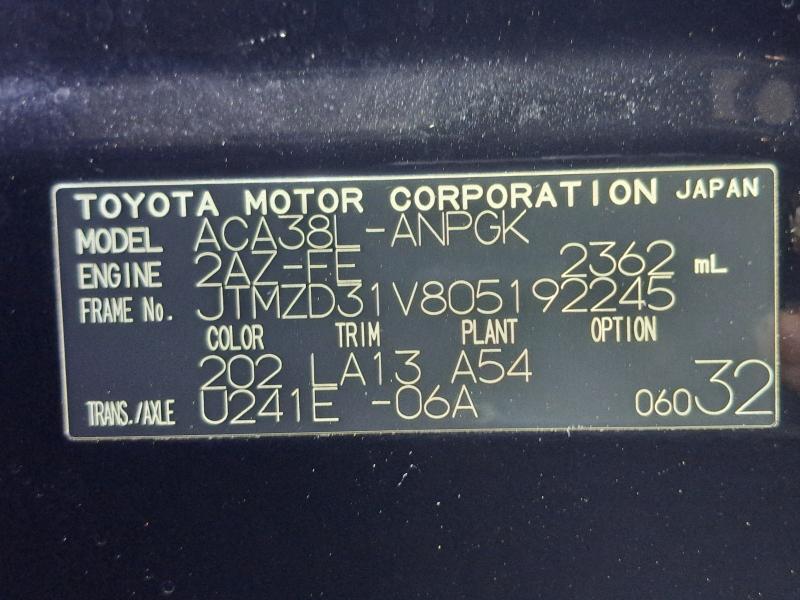 TOYOTA MOTOR CORPORATION JAPAN
MODEL ACA38L-ANPGK
ENGINE 2AZ-FE 2362 mL
FRAME No. JTMZD31V805192245
COLOR TRIM PLANT OPTION
202 LA13 A54
TRANS./AXLE U241E -06A 06032